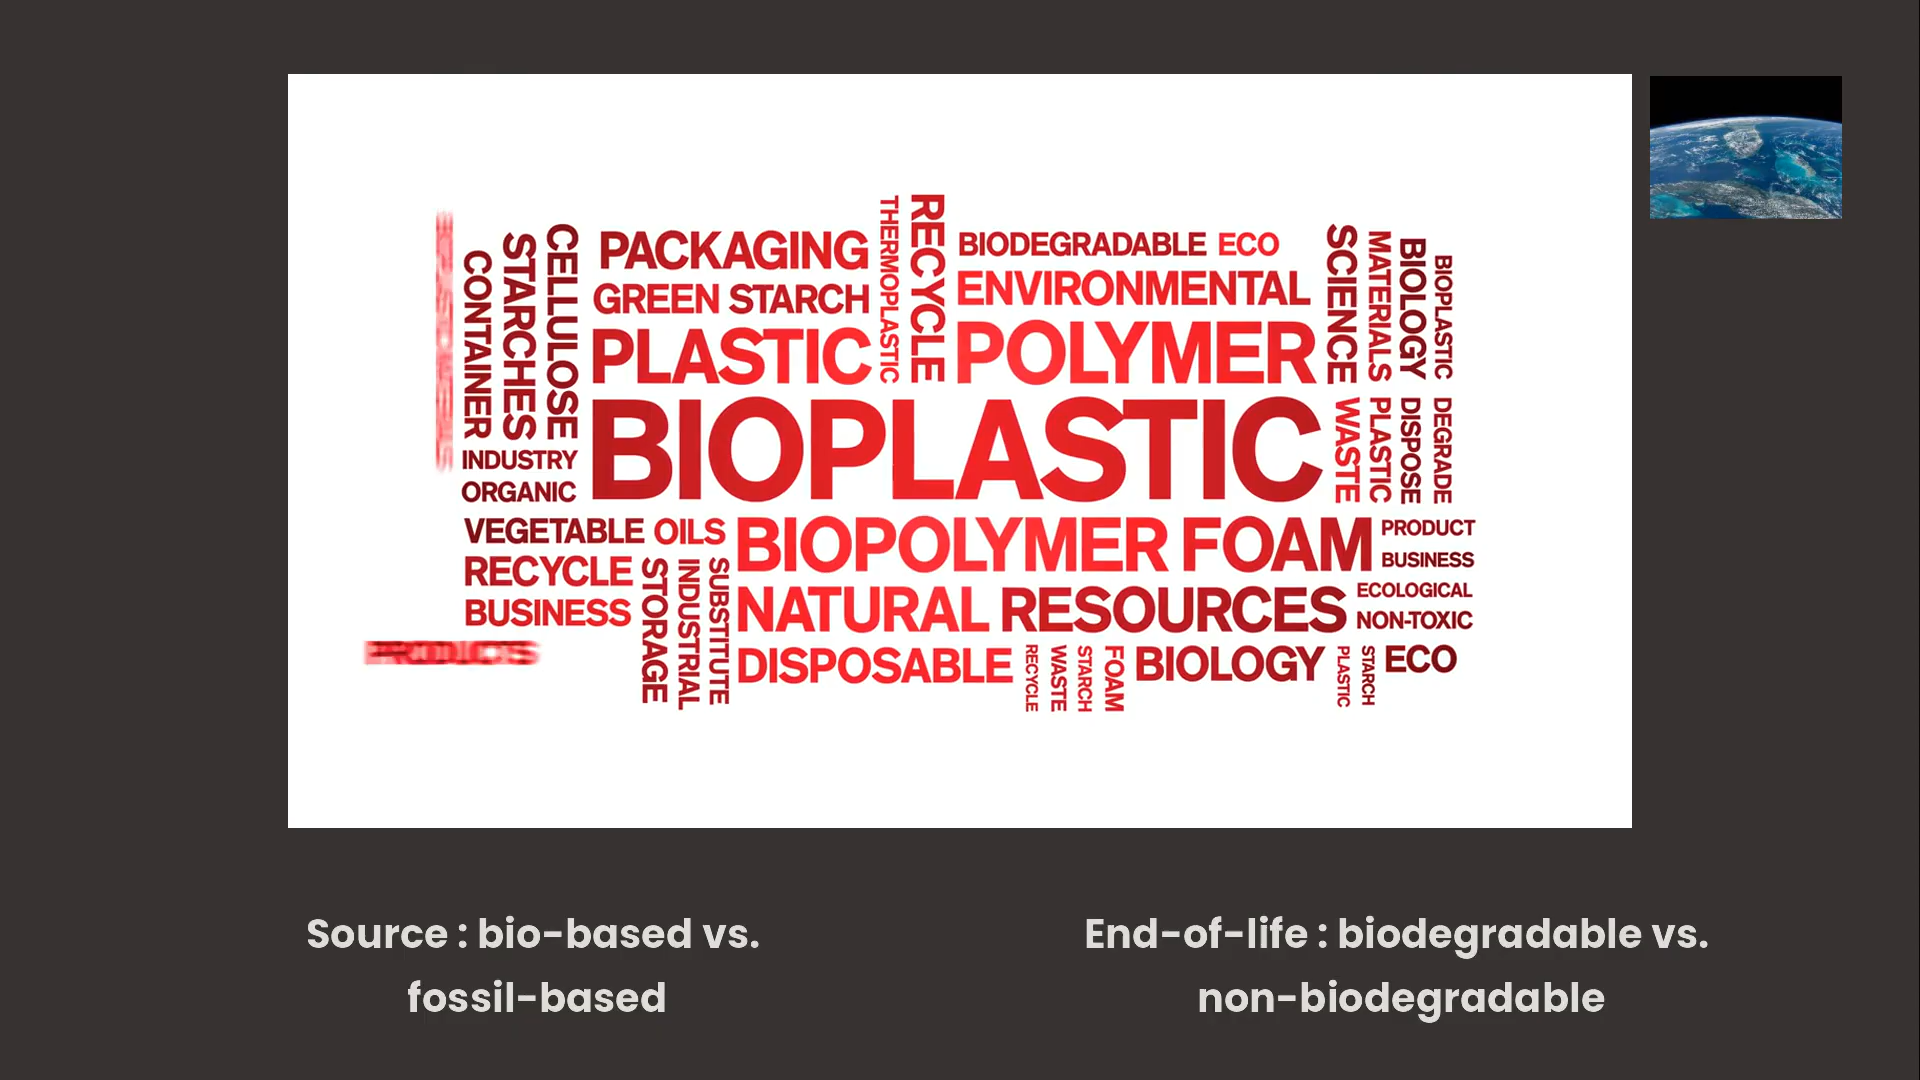 CONTAINER
STARCHES
CELLULOSE
PACKAGING
GREEN STARCH
PLASTIC
THERMOPLASTIC
RECYCLE
BIODEGRADABLE ECO
ENVIRONMENTAL
POLYMER
SCIENCE
MATERIALS
BIOLOGY
BIOPLASTIC
INDUSTRY
ORGANIC
BIOPLASTIC
WASTE
PLASTIC
DISPOSE
DEGRADE
VEGETABLE OILS
RECYCLE
BUSINESS
STORAGE
INDUSTRIAL
SUBSTITUTE
BIOPOLYMER FOAM
PRODUCT
BUSINESS
NATURAL RESOURCES
ECOLOGICAL
NON-TOXIC
DISPOSABLE
RECYCLE
WASTE
STARCH
FOAM
BIOLOGY
PLASTIC
STARCH
ECO
Source : bio-based vs.
fossil-based
End-of-life : biodegradable vs.
non-biodegradable